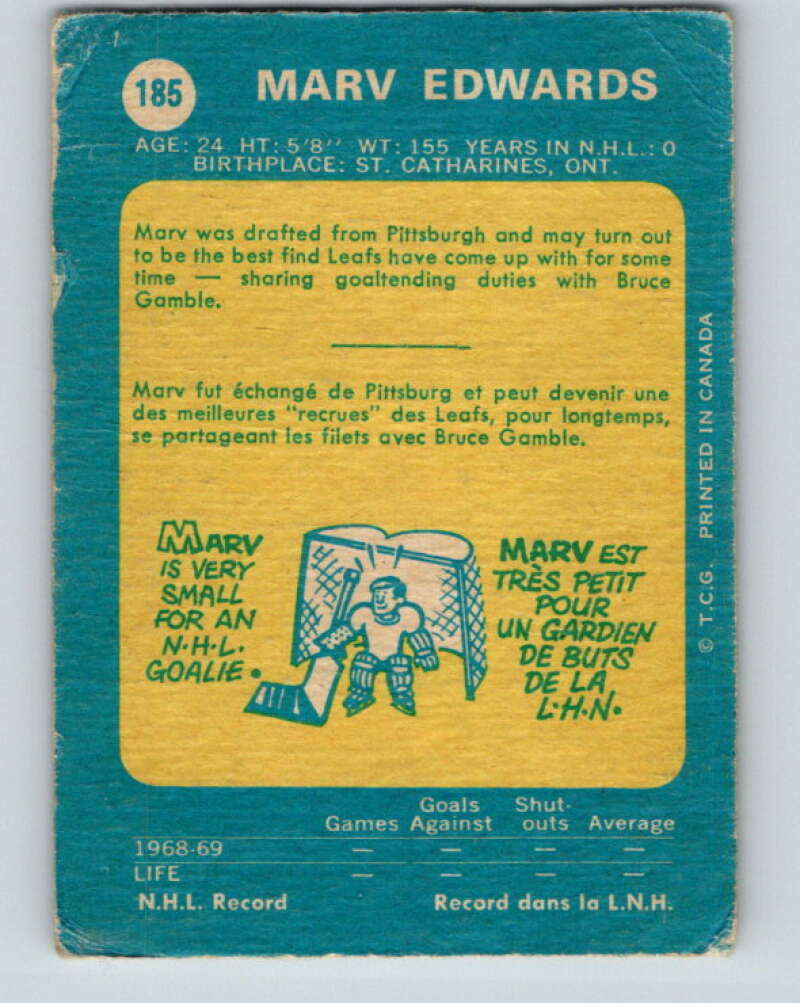 185
MARV EDWARDS
AGE: 24 HT: 5'8'' WT: 155 YEARS IN N.H.L.: 0
BIRTHPLACE: ST. CATHARINES, ONT.
Marv was drafted from Pittsburgh and may turn out
to be the best find Leafs have come up with for some
time — sharing goaltending duties with Bruce
Gamble.
Marv fut échangé de Pittsburg et peut devenir une
des meilleures "recrues" des Leafs, pour longtemps,
se partageant les filets avec Bruce Gamble.
MARV
IS VERY
SMALL
FOR AN
N.H.L.
GOALIE.
MARV EST
TRÈS PETIT
POUR
UN GARDIEN
DE BUTS
DE LA
L.H.N.
© T.C.G. PRINTED IN CANADA
Goals Shut-
Games Against outs Average
1968-69 — — — —
LIFE — — — —
N.H.L. Record Record dans la L.N.H.